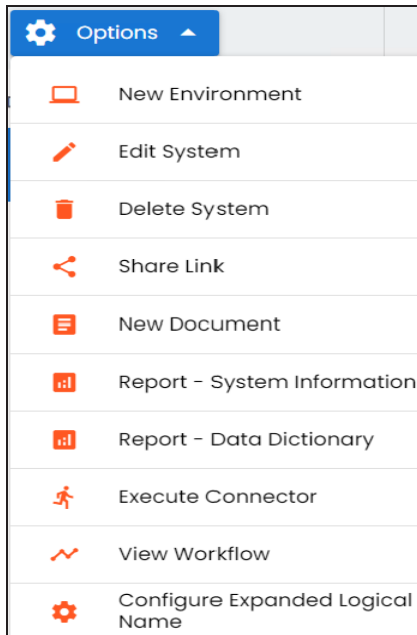 Options
New Environment
Edit System
Delete System
Share Link
New Document
Report - System Information
Report - Data Dictionary
Execute Connector
View Workflow
Configure Expanded Logical
Name